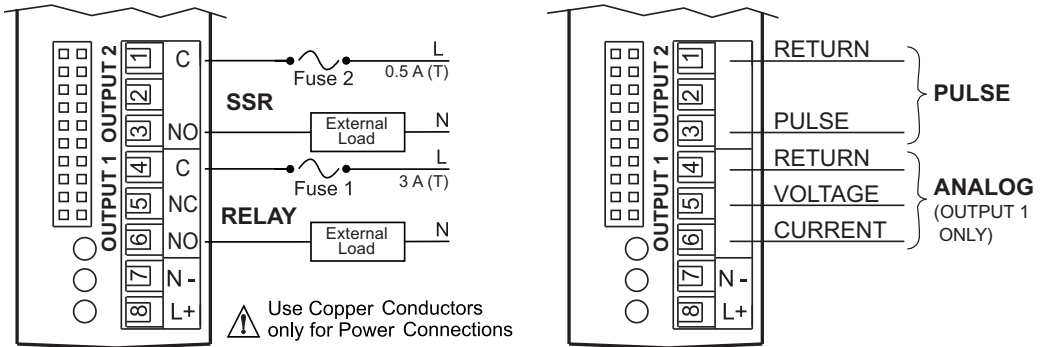 OUTPUT 2
OUTPUT 1
1
2
3
4
5
6
7
8
C
NO
C
NC
NO
N -
L+
Fuse 2
L
0.5 A (T)
SSR
External
Load
N
Fuse 1
L
3 A (T)
RELAY
External
Load
N
Use Copper Conductors
only for Power Connections
OUTPUT 2
OUTPUT 1
1
2
3
4
5
6
7
8
N -
L+
RETURN
PULSE
PULSE
RETURN
VOLTAGE
CURRENT
ANALOG
(OUTPUT 1
ONLY)